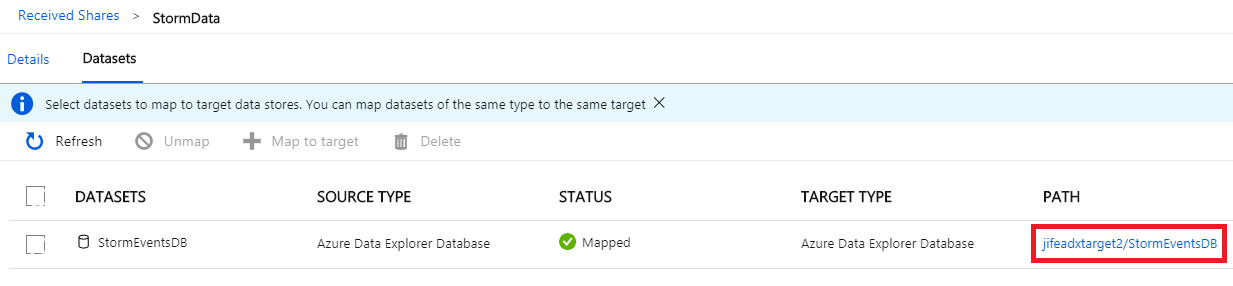 Received Shares > StormData
Details Datasets
Select datasets to map to target data stores. You can map datasets of the same type to the same target
Refresh Unmap Map to target Delete
DATASETS SOURCE TYPE STATUS TARGET TYPE PATH
StormEventsDB Azure Data Explorer Database Mapped Azure Data Explorer Database jifeadxtarget2/StormEventsDB